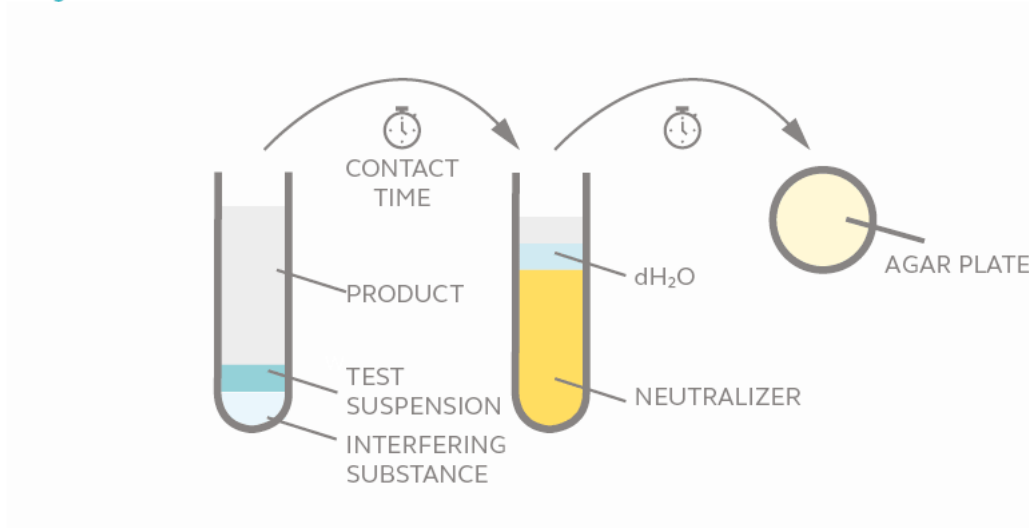 CONTACT
TIME
PRODUCT
TEST
SUSPENSION
INTERFERING
SUBSTANCE
dH₂O
NEUTRALIZER
AGAR PLATE